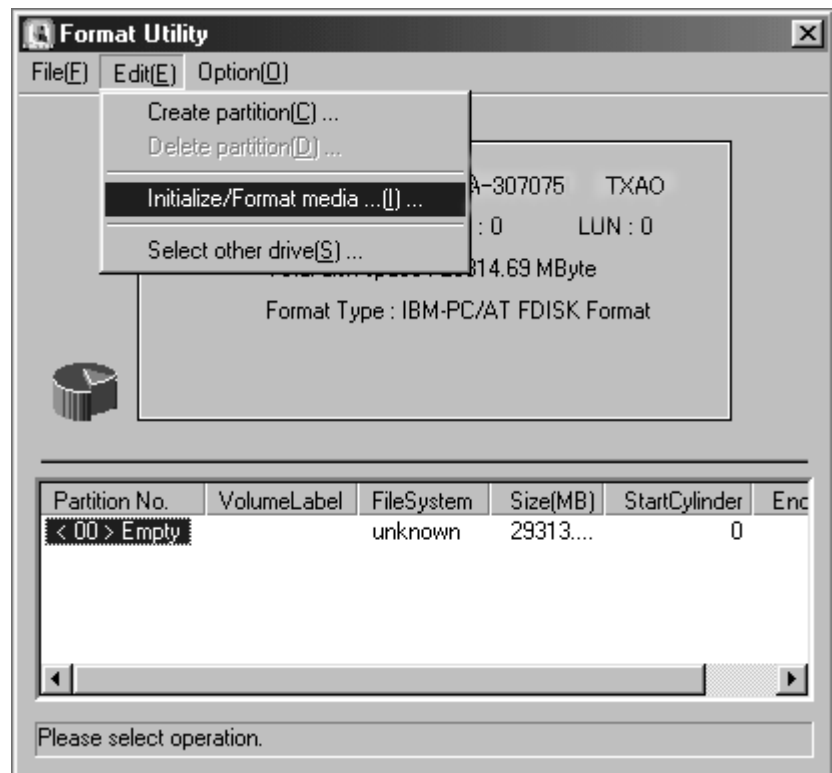 Format Utility
File(F) Edit(E) Option(O)
Create partition(C) ...
Delete partition(D) ...
Initialize/Format media ...(I) ...
Select other drive(S) ...
-307075 TXAO
: 0 LUN : 0
14.69 MByte
Format Type : IBM-PC/AT FDISK Format
Partition No. VolumeLabel FileSystem Size(MB) StartCylinder Enc
< 00 > Empty unknown 29313.... 0
Please select operation.